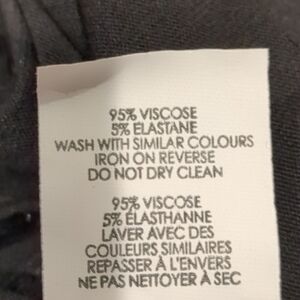 95% VISCOSE
5% ELASTANE
WASH WITH SIMILAR COLOURS
IRON ON REVERSE
DO NOT DRY CLEAN
95% VISCOSE
5% ÉLASTHANNE
LAVER AVEC DES
COULEURS SIMILAIRES
REPASSER À L'ENVERS
NE PAS NETTOYER À SEC